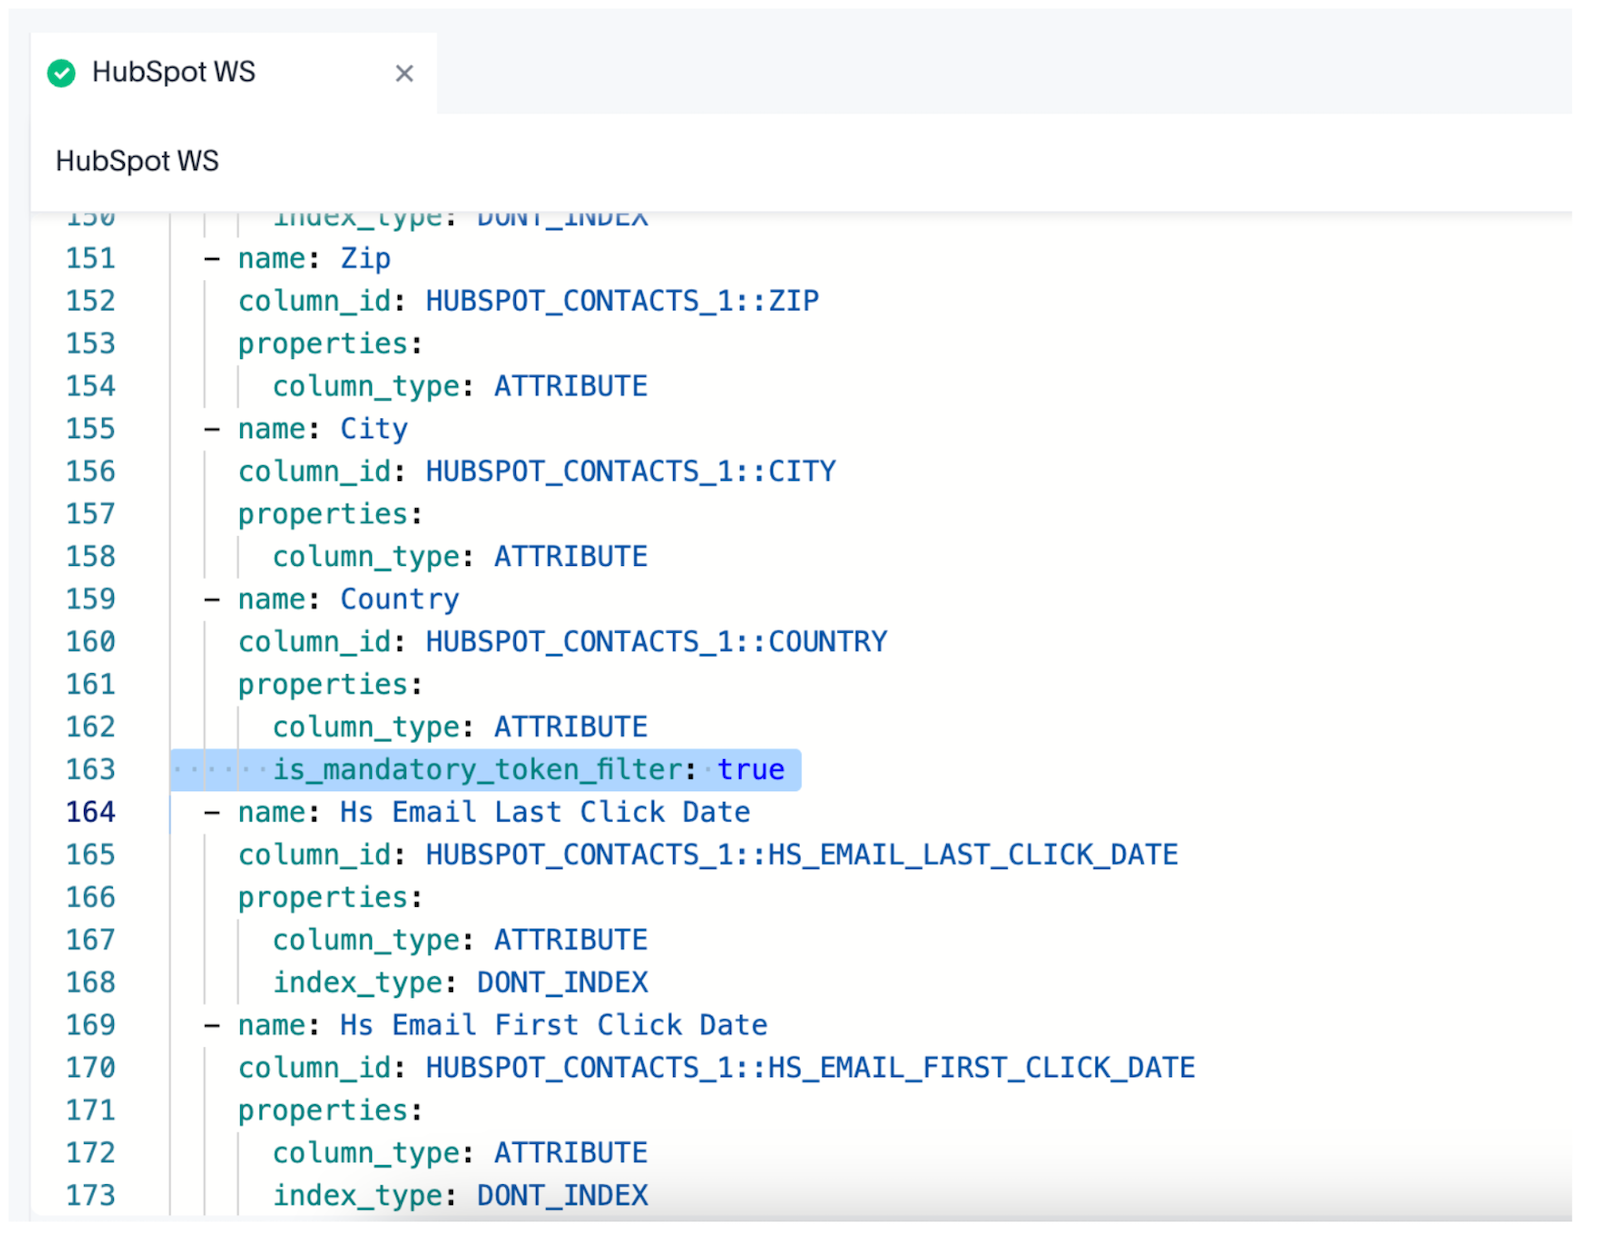 HubSpot WS
HubSpot WS
150 index_type: DONT_INDEX
151 - name: Zip
152 column_id: HUBSPOT_CONTACTS_1::ZIP
153 properties:
154 column_type: ATTRIBUTE
155 - name: City
156 column_id: HUBSPOT_CONTACTS_1::CITY
157 properties:
158 column_type: ATTRIBUTE
159 - name: Country
160 column_id: HUBSPOT_CONTACTS_1::COUNTRY
161 properties:
162 column_type: ATTRIBUTE
163 is_mandatory_token_filter: true
164 - name: Hs Email Last Click Date
165 column_id: HUBSPOT_CONTACTS_1::HS_EMAIL_LAST_CLICK_DATE
166 properties:
167 column_type: ATTRIBUTE
168 index_type: DONT_INDEX
169 - name: Hs Email First Click Date
170 column_id: HUBSPOT_CONTACTS_1::HS_EMAIL_FIRST_CLICK_DATE
171 properties:
172 column_type: ATTRIBUTE
173 index_type: DONT_INDEX